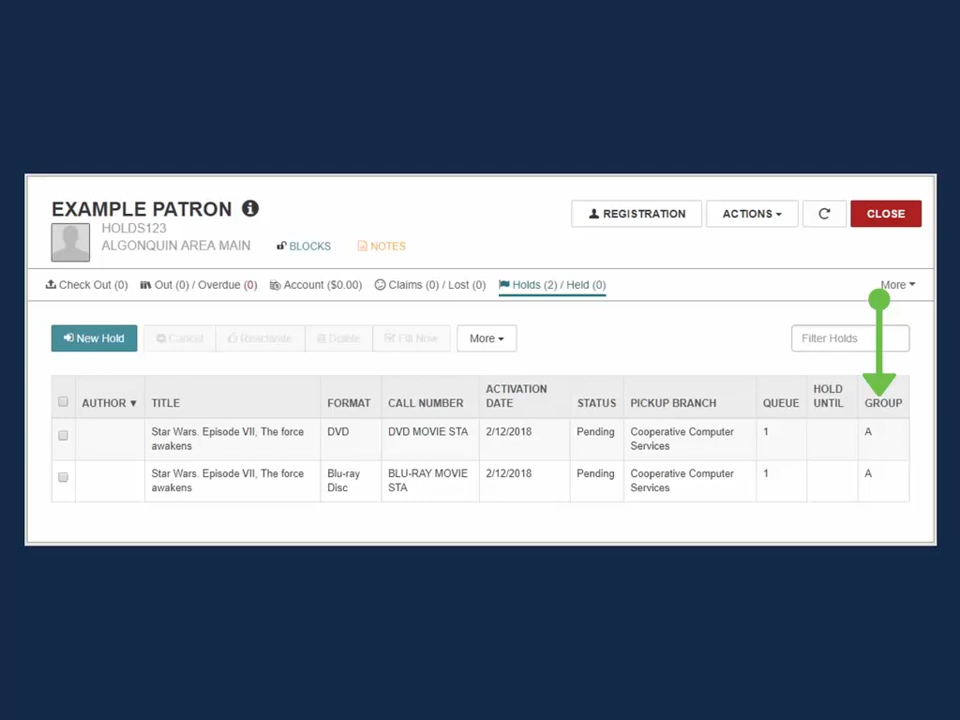 EXAMPLE PATRON
HOLDS123
ALGONQUIN AREA MAIN BLOCKS NOTES
REGISTRATION ACTIONS CLOSE
Check Out (0) Out (0) / Overdue (0) Account ($0.00) Claims (0) / Lost (0) Holds (2) / Held (0) More
New Hold Cancel Reactivate Delete Fill Now More Filter Holds
AUTHOR TITLE FORMAT CALL NUMBER ACTIVATION DATE STATUS PICKUP BRANCH QUEUE HOLD UNTIL GROUP
Star Wars. Episode VII, The force DVD DVD MOVIE STA 2/12/2018 Pending Cooperative Computer 1 A
awakens Services
Star Wars. Episode VII, The force Blu-ray BLU-RAY MOVIE 2/12/2018 Pending Cooperative Computer 1 A
awakens Disc STA Services